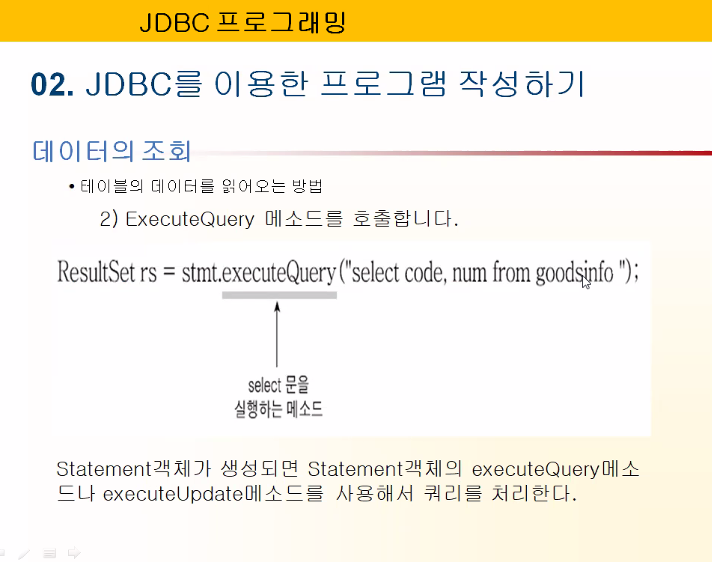 JDBC 프로그래밍
02. JDBC를 이용한 프로그램 작성하기
데이터의 조회
• 테이블의 데이터를 읽어오는 방법
2) ExecuteQuery 메소드를 호출합니다.
ResultSet rs = stmt.executeQuery("select code, num from goodsinfo ");
select 문을
실행하는 메소드
Statement객체가 생성되면 Statement객체의 executeQuery메소
드나 executeUpdate메소드를 사용해서 쿼리를 처리한다.